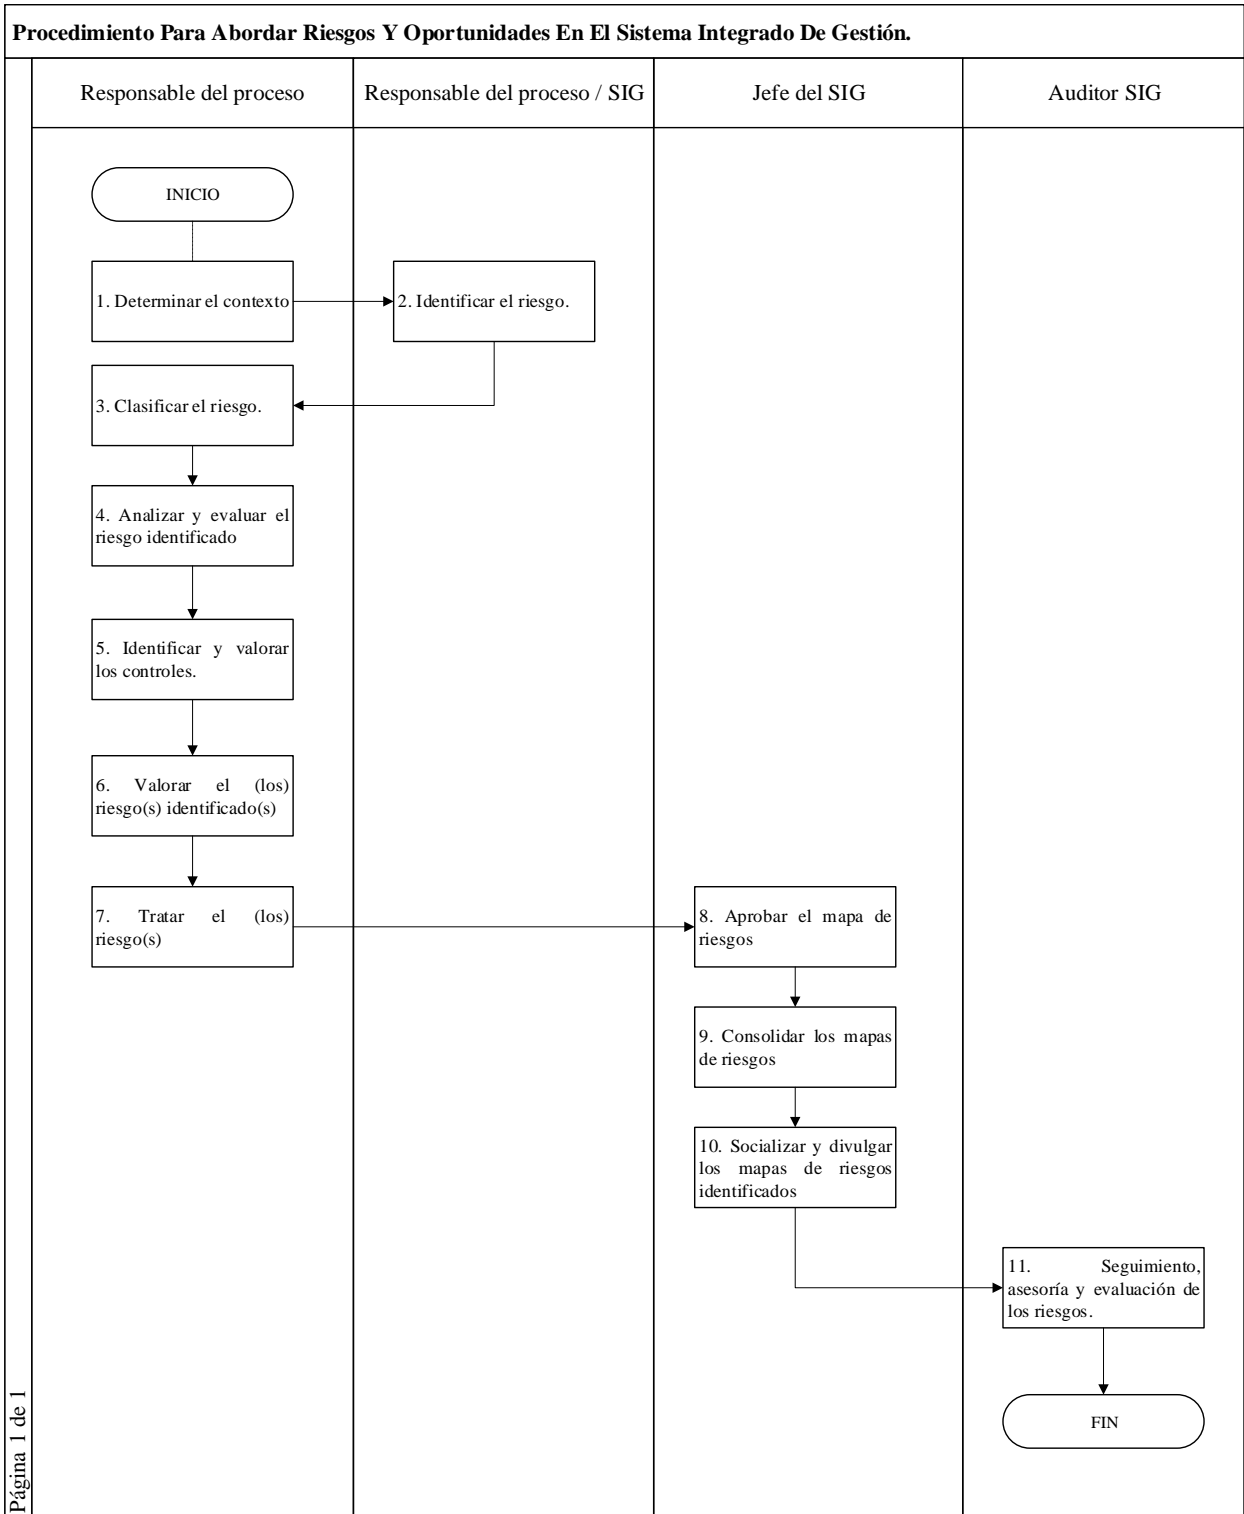 Procedimiento Para Abordar Riesgos Y Oportunidades En El Sistema Integrado De Gestión.
Responsable del proceso
Responsable del proceso / SIG
Jefe del SIG
Auditor SIG
INICIO
1. Determinar el contexto
2. Identificar el riesgo.
3. Clasificar el riesgo.
4. Analizar y evaluar el
riesgo identificado
5. Identificar y valorar
los controles.
6. Valorar el (los)
riesgo(s) identificado(s)
7. Tratar el (los)
riesgo(s)
8. Aprobar el mapa de
riesgos
9. Consolidar los mapas
de riesgos
10. Socializar y divulgar
los mapas de riesgos
identificados
11. Seguimiento,
asesoría y evaluación de
los riesgos.
FIN
Página 1 de 1